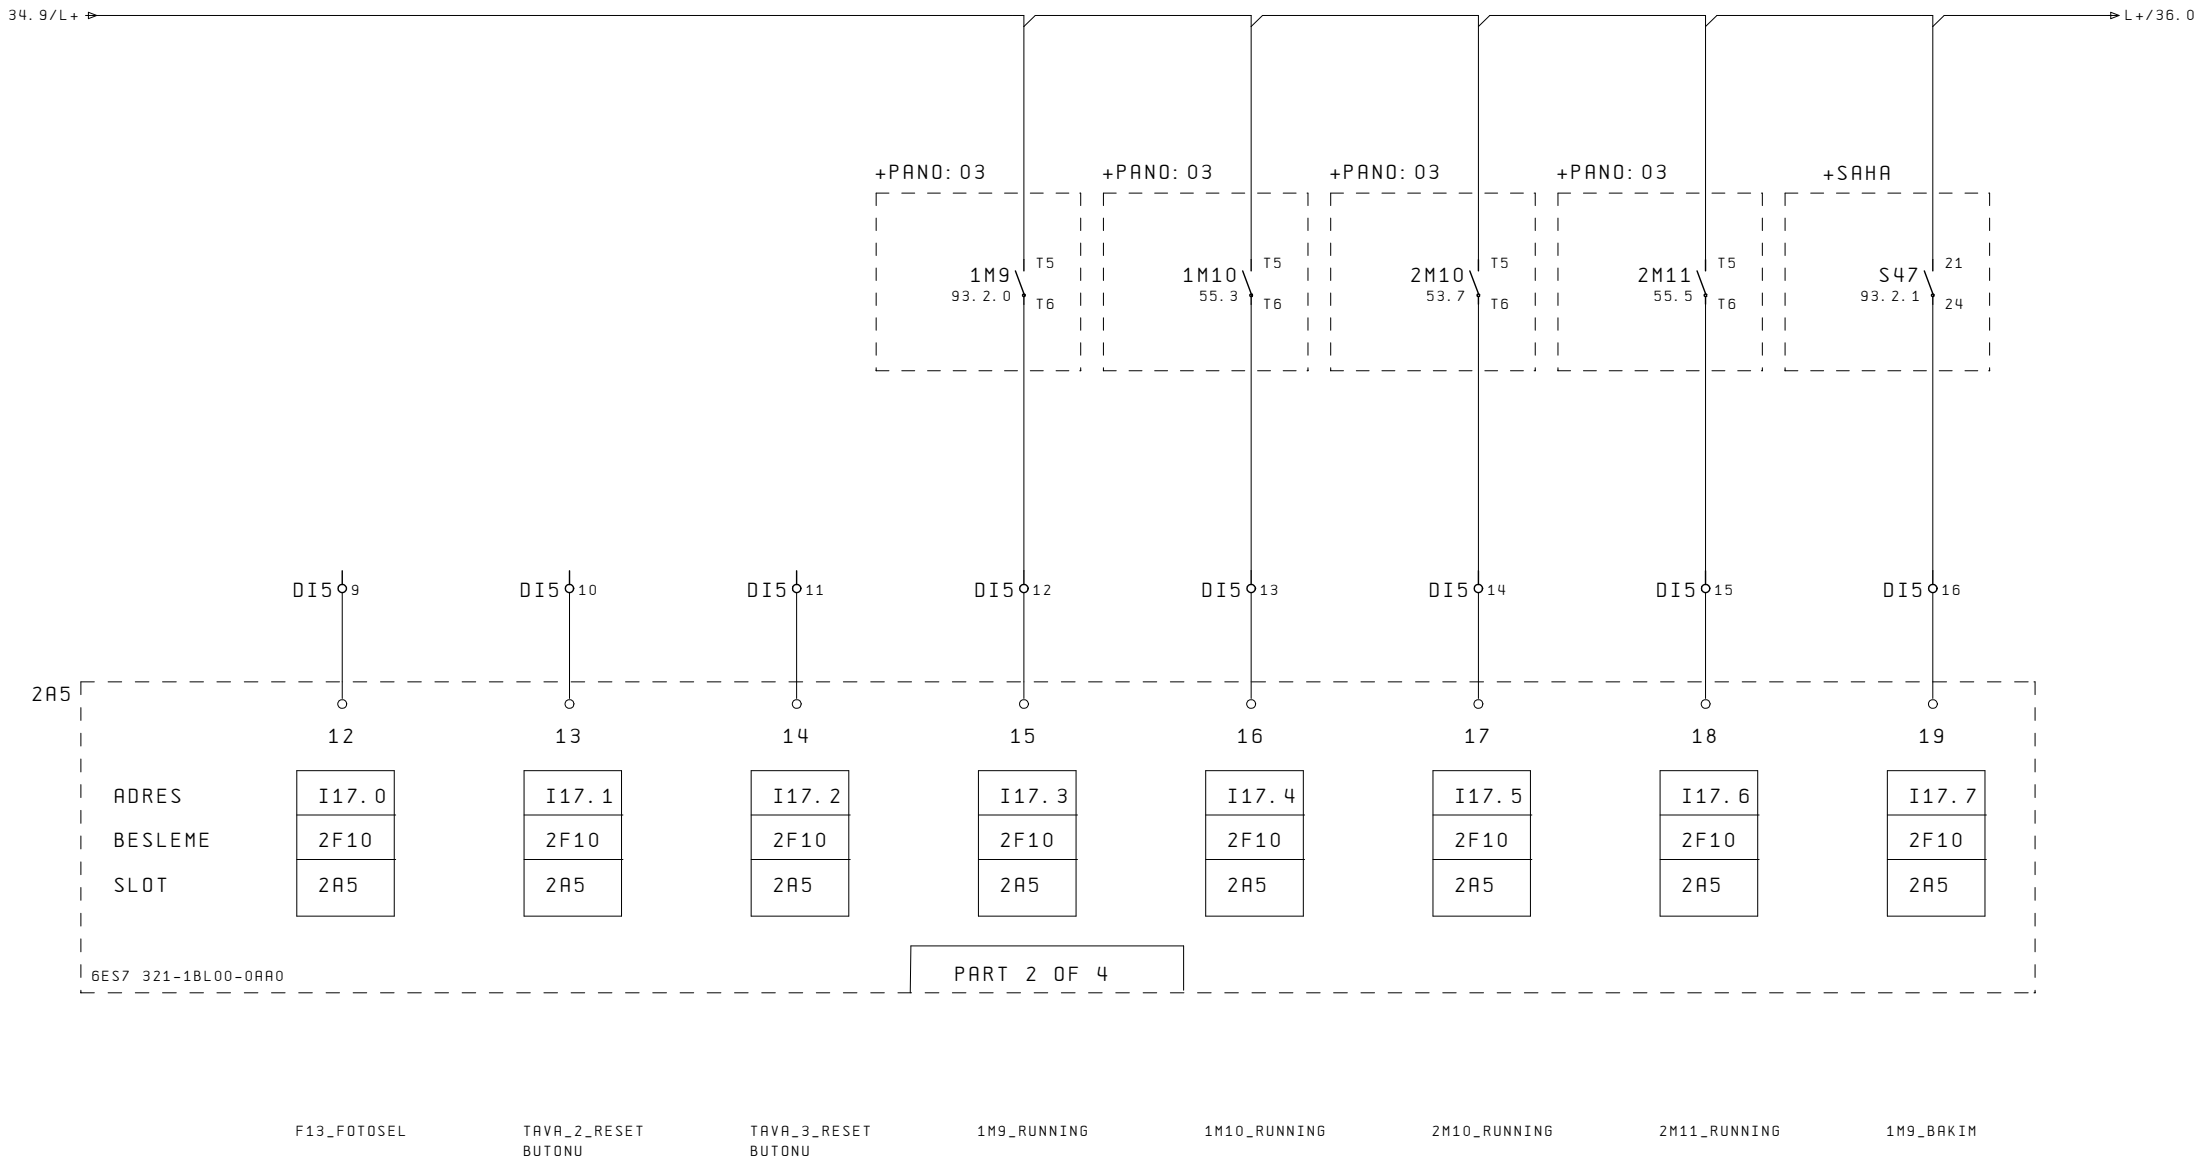 34.9/L+ L+/36.0
+PANO:03 +PANO:03 +PANO:03 +PANO:03 +SAHA
T5 T5 T5 T5 21
1M9 1M10 2M10 2M11 S47
93.2.0 55.3 53.7 55.5 93.2.1
T6 T6 T6 T6 24
DI5 9 DI5 10 DI5 11 DI5 12 DI5 13 DI5 14 DI5 15 DI5 16
2A5
12 13 14 15 16 17 18 19
ADRES I17.0 I17.1 I17.2 I17.3 I17.4 I17.5 I17.6 I17.7
BESLEME 2F10 2F10 2F10 2F10 2F10 2F10 2F10 2F10
SLOT 2A5 2A5 2A5 2A5 2A5 2A5 2A5 2A5
6ES7 321-1BL00-0AA0 PART 2 OF 4
F13_FOTOSEL TAVA_2_RESET TAVA_3_RESET 1M9_RUNNING 1M10_RUNNING 2M10_RUNNING 2M11_RUNNING 1M9_BAKIM
BUTONU BUTONU